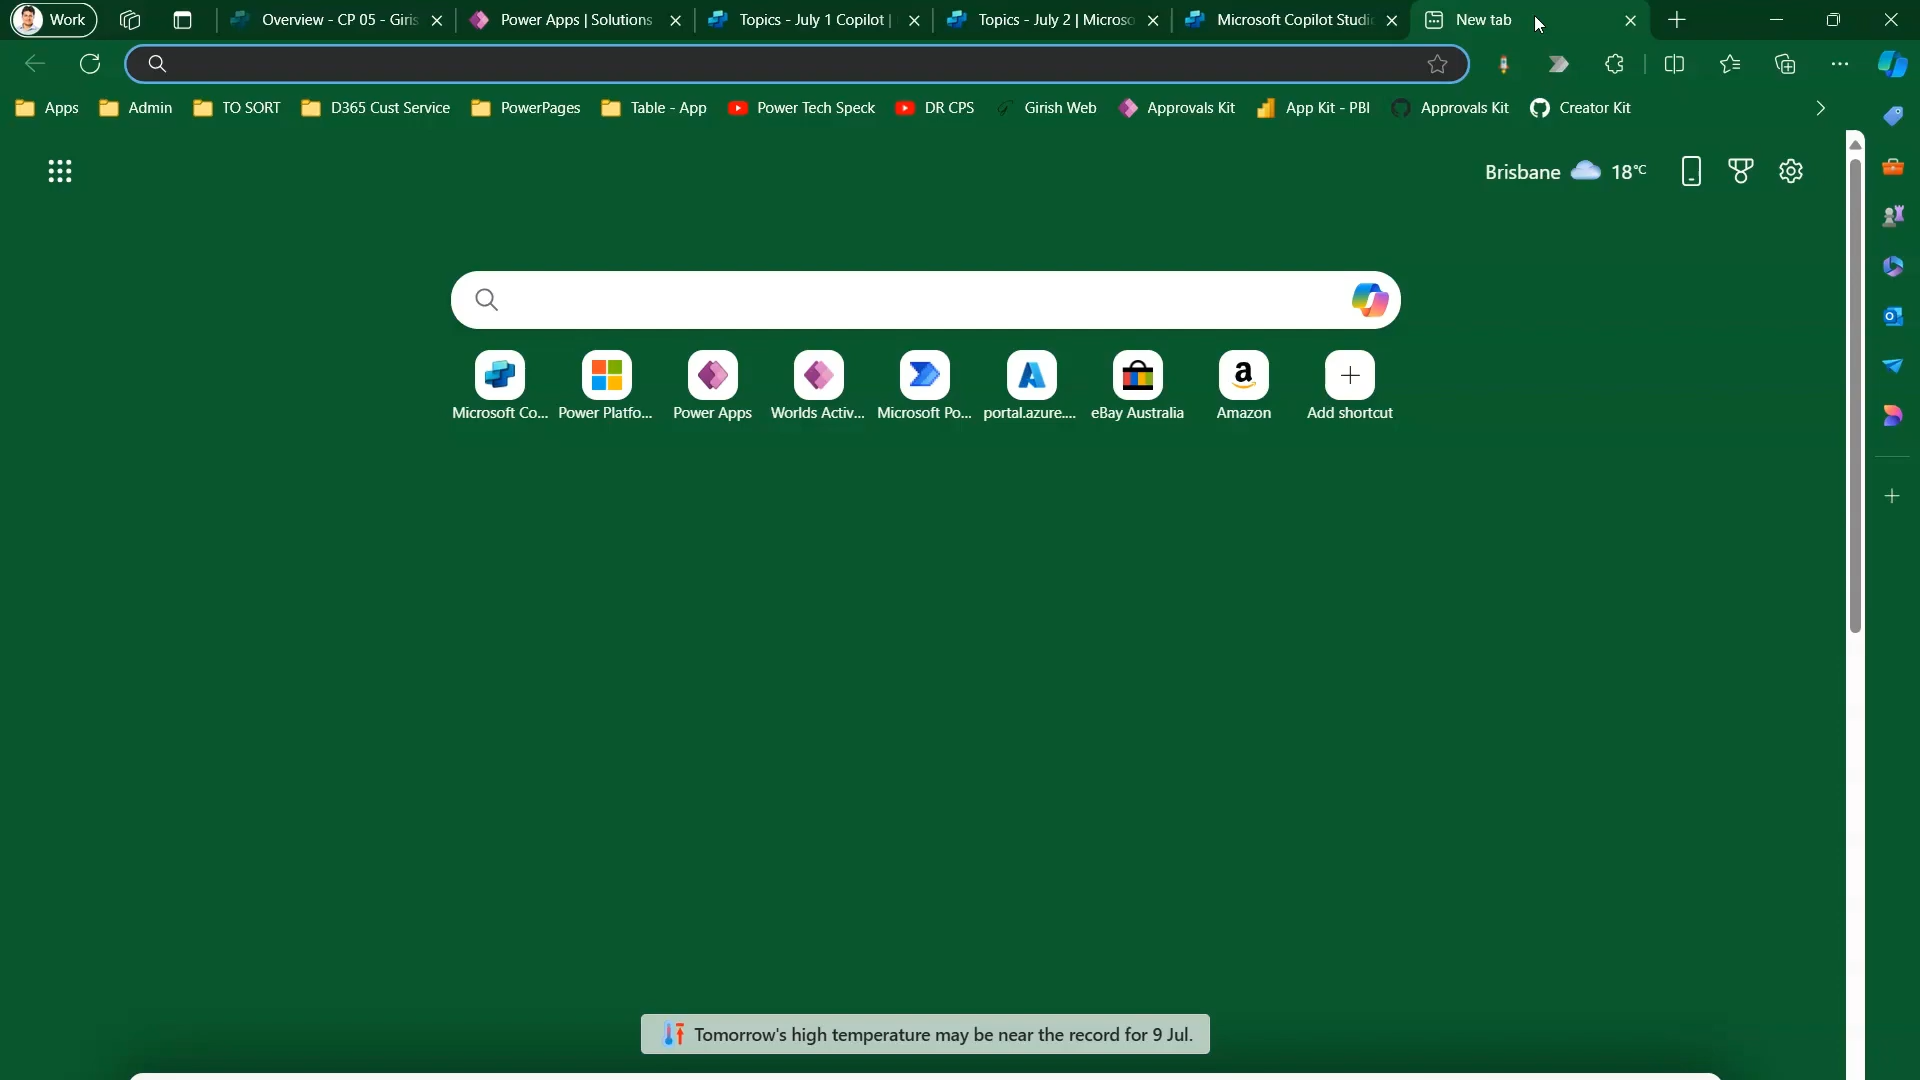 Work
Overview - CP 05 - Giris
Power Apps | Solutions
Topics - July 1 Copilot |
Topics - July 2 | Microso
Microsoft Copilot Studi
New tab
Apps
Admin
TO SORT
D365 Cust Service
PowerPages
Table - App
Power Tech Speck
DR CPS
Girish Web
Approvals Kit
App Kit - PBI
Approvals Kit
Creator Kit
Brisbane 18°C
Microsoft Co...
Power Platfo...
Power Apps
Worlds Activ...
Microsoft Po...
portal.azure....
eBay Australia
Amazon
Add shortcut
Tomorrow's high temperature may be near the record for 9 Jul.